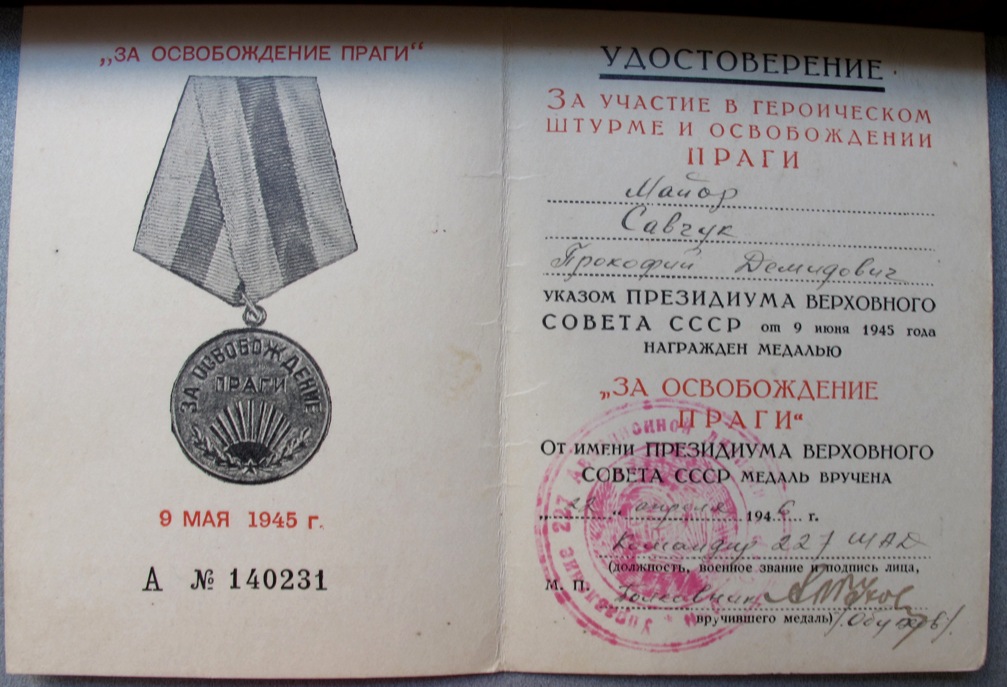 „ЗА ОСВОБОЖДЕНИЕ ПРАГИ“
ЗА ОСВОБОЖДЕНИЕ
ПРАГИ
9 МАЯ 1945 г.
А № 140231
УДОСТОВЕРЕНИЕ
ЗА УЧАСТИЕ В ГЕРОИЧЕСКОМ
ШТУРМЕ И ОСВОБОЖДЕНИИ
ПРАГИ
Майор
Савчук
Прокофий Демидович
УКАЗОМ ПРЕЗИДИУМА ВЕРХОВНОГО
СОВЕТА СССР от 9 июня 1945 года
НАГРАЖДЕН МЕДАЛЬЮ
„ЗА ОСВОБОЖДЕНИЕ
ПРАГИ“
ОТ ИМЕНИ ПРЕЗИДИУМА ВЕРХОВНОГО
СОВЕТА СССР МЕДАЛЬ ВРУЧЕНА
апреля 1946 г.
Командир 227 ШАД
(должность, военное звание и подпись лица,
М. П. Полковник
вручившего медаль)